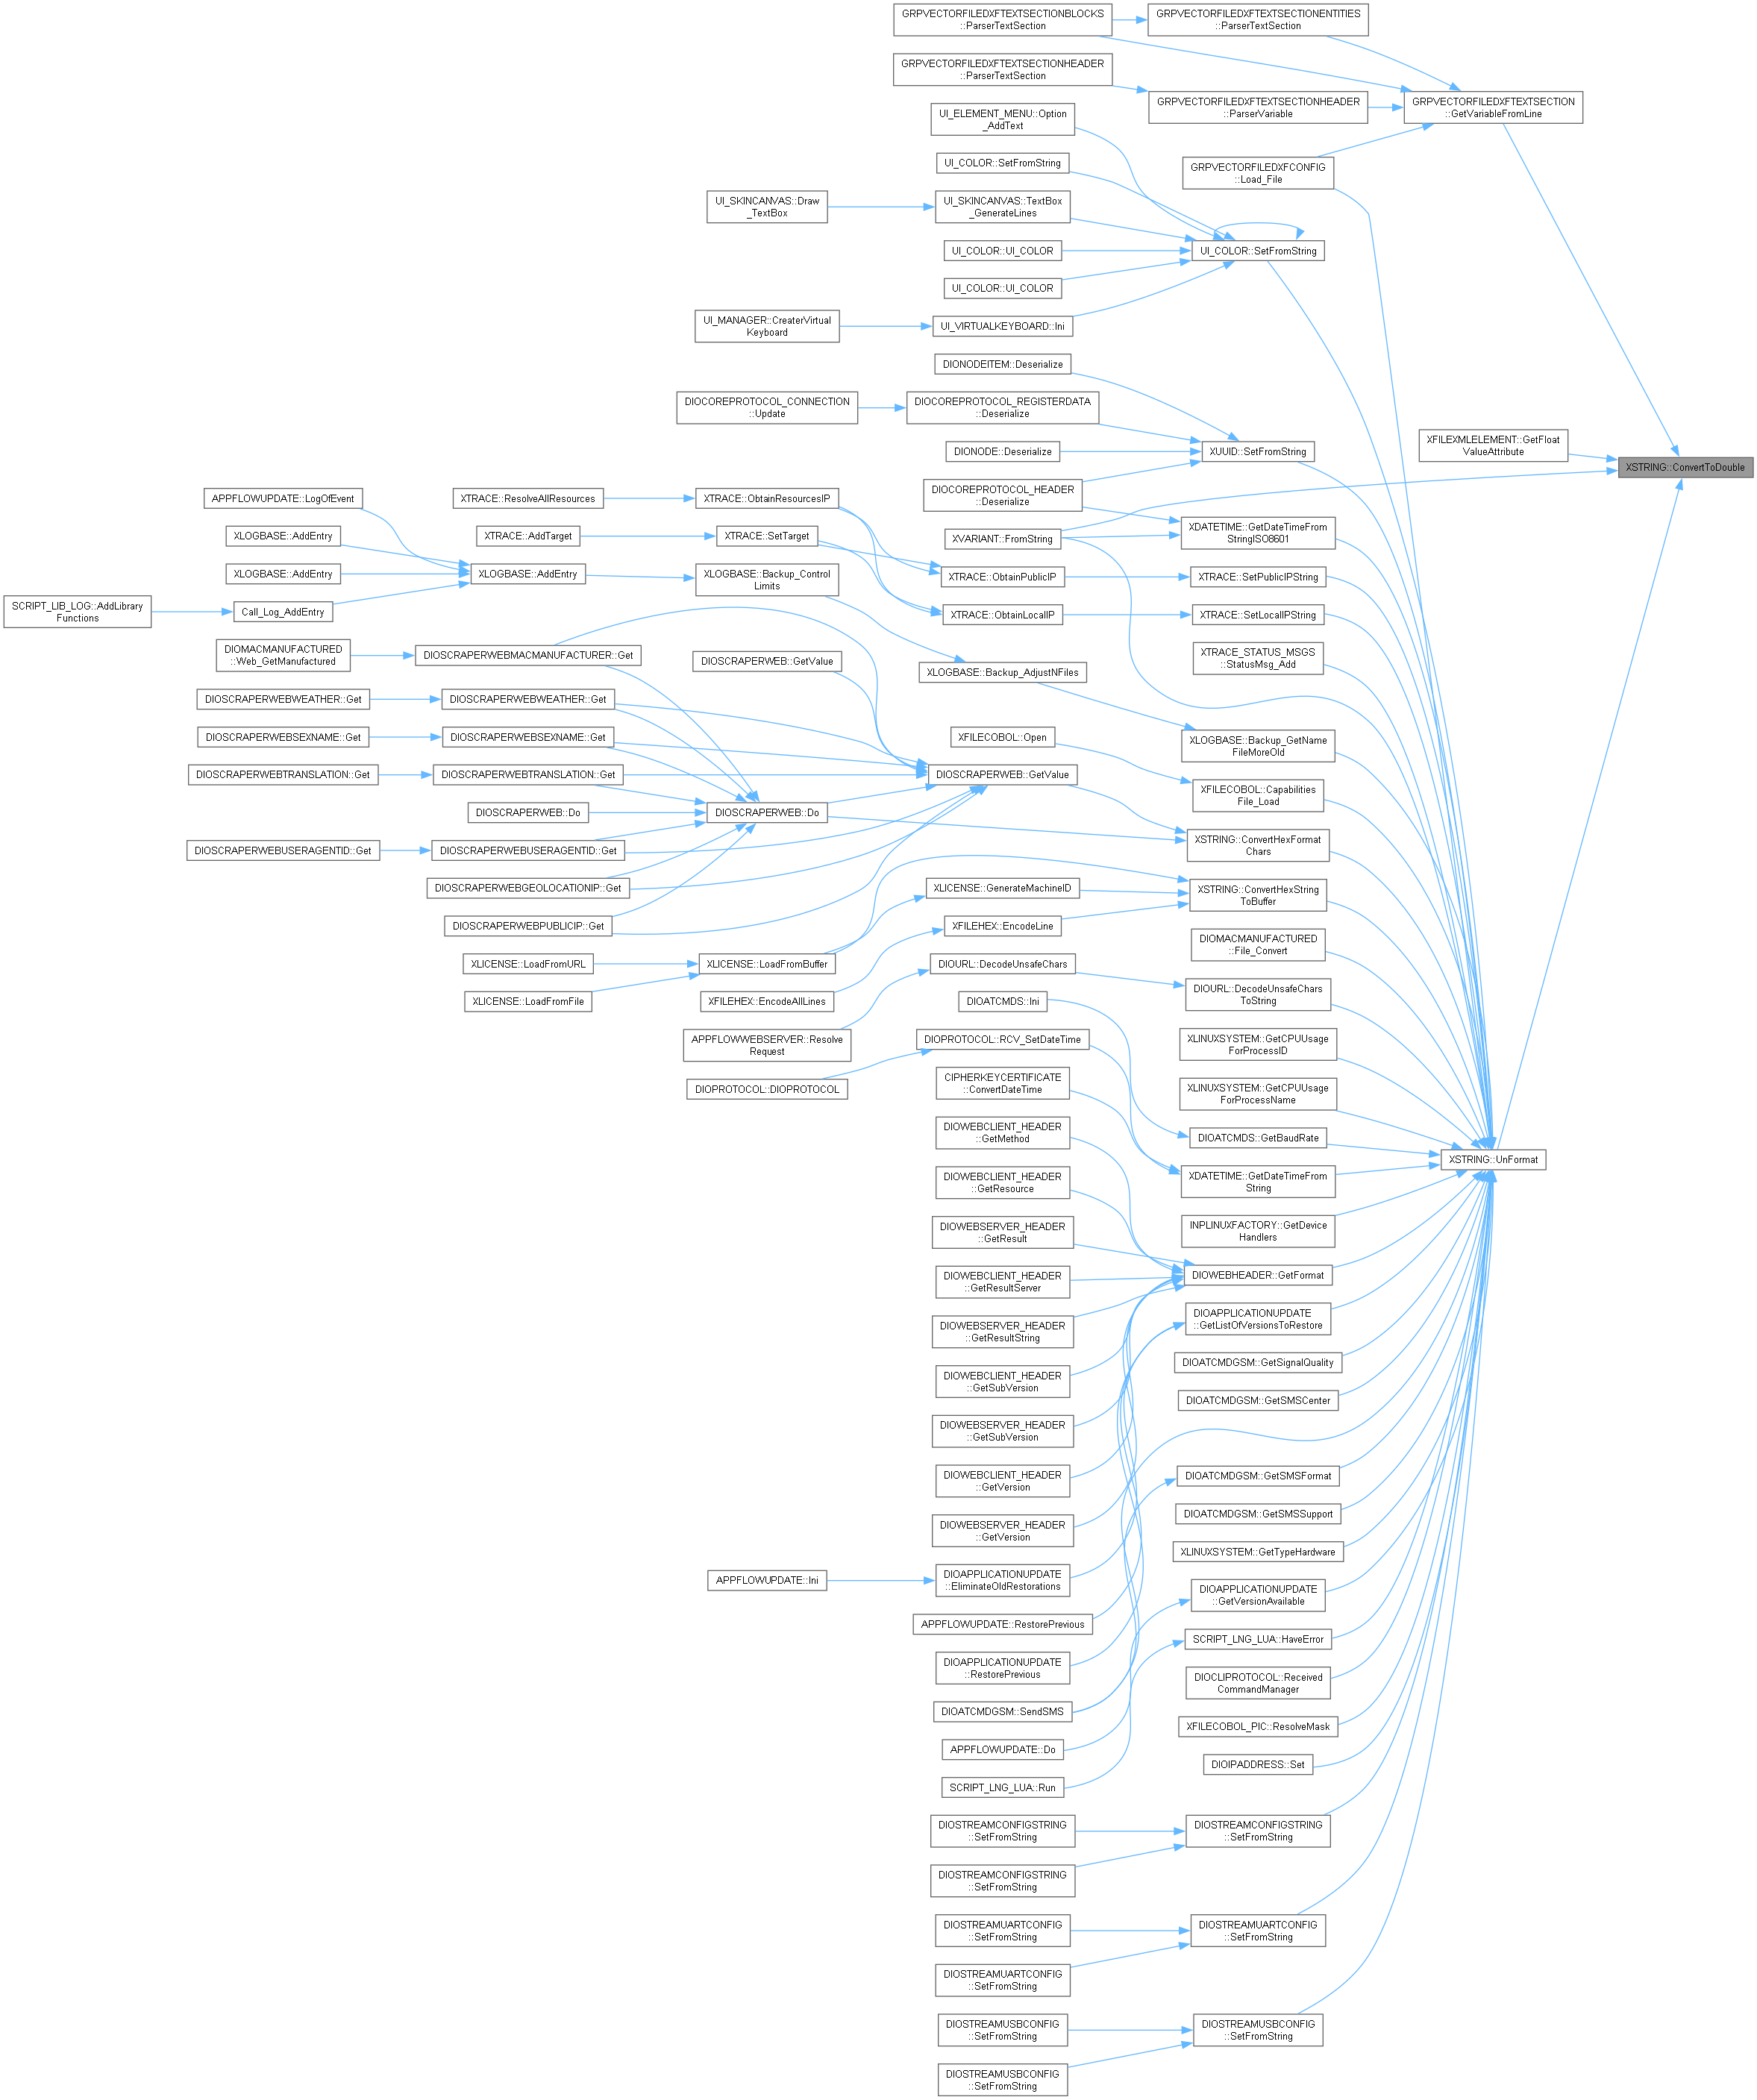 GRPVECTORFILEDXFTEXTSECTIONBLOCKS
::ParserTextSection
GRPVECTORFILEDXFTEXTSECTIONENTITIES
::ParserTextSection
GRPVECTORFILEDXFTEXTSECTIONHEADER
::ParserTextSection
GRPVECTORFILEDXFTEXTSECTIONHEADER
::ParserVariable
GRPVECTORFILEDXFTEXTSECTION
::GetVariableFromLine
UI_ELEMENT_MENU::Option
_AddText
UI_COLOR::SetFromString
GRPVECTORFILEDXFCONFIG
::Load_File
UI_SKINCANVAS::Draw
_TextBox
UI_SKINCANVAS::TextBox
_GenerateLines
UI_COLOR::UI_COLOR
UI_COLOR::SetFromString
UI_COLOR::UI_COLOR
UI_MANAGER::CreaterVirtual
Keyboard
UI_VIRTUALKEYBOARD::Ini
DIONODEITEM::Deserialize
DIOCOREPROTOCOL_CONNECTION
::Update
DIOCOREPROTOCOL_REGISTERDATA
::Deserialize
DIONODE::Deserialize
XUUID::SetFromString
XFILEXMLELEMENT::GetFloat
ValueAttribute
XSTRING::ConvertToDouble
DIOCOREPROTOCOL_HEADER
::Deserialize
APPFLOWUPDATE::LogOfEvent
XTRACE::ResolveAllResources
XTRACE::ObtainResourcesIP
XLOGBASE::AddEntry
XTRACE::AddTarget
XTRACE::SetTarget
XVARIANT::FromString
XDATETIME::GetDateTimeFrom
StringISO8601
XLOGBASE::AddEntry
XLOGBASE::AddEntry
XLOGBASE::Backup_Control
Limits
XTRACE::ObtainPublicIP
XTRACE::SetPublicIPString
SCRIPT_LIB_LOG::AddLibrary
Functions
Call_Log_AddEntry
XTRACE::ObtainLocalIP
XTRACE::SetLocalIPString
DIOMACMANUFACTURED
::Web_GetManufactured
DIOSCRAPERWEBMACMANUFACTURER::Get
DIOSCRAPERWEB::GetValue
XLOGBASE::Backup_AdjustNFiles
XTRACE_STATUS_MSGS
::StatusMsg_Add
DIOSCRAPERWEBWEATHER::Get
DIOSCRAPERWEBWEATHER::Get
DIOSCRAPERWEBSEXNAME::Get
DIOSCRAPERWEBSEXNAME::Get
XFILECOBOL::Open
XLOGBASE::Backup_GetName
FileMoreOld
DIOSCRAPERWEBTRANSLATION::Get
DIOSCRAPERWEBTRANSLATION::Get
DIOSCRAPERWEB::GetValue
XFILECOBOL::Capabilities
File_Load
DIOSCRAPERWEB::Do
DIOSCRAPERWEB::Do
DIOSCRAPERWEBUSERAGENTID::Get
DIOSCRAPERWEBUSERAGENTID::Get
XSTRING::ConvertHexFormat
Chars
DIOSCRAPERWEBGEOLOCATIONIP::Get
XLICENSE::GenerateMachineID
XSTRING::ConvertHexString
ToBuffer
DIOSCRAPERWEBPUBLICIP::Get
XFILEHEX::EncodeLine
XLICENSE::LoadFromURL
XLICENSE::LoadFromBuffer
DIOURL::DecodeUnsafeChars
DIOMACMANUFACTURED
::File_Convert
XLICENSE::LoadFromFile
XFILEHEX::EncodeAllLines
DIOATCMDS::Ini
DIOURL::DecodeUnsafeChars
ToString
APPFLOWWEBSERVER::Resolve
Request
DIOPROTOCOL::RCV_SetDateTime
XLINUXSYSTEM::GetCPUUsage
ForProcessID
DIOPROTOCOL::DIOPROTOCOL
CIPHERKEYCERTIFICATE
::ConvertDateTime
XLINUXSYSTEM::GetCPUUsage
ForProcessName
DIOWEBCLIENT_HEADER
::GetMethod
DIOATCMDS::GetBaudRate
XSTRING::UnFormat
DIOWEBCLIENT_HEADER
::GetResource
XDATETIME::GetDateTimeFrom
String
DIOWEBSERVER_HEADER
::GetResult
INPLINUXFACTORY::GetDevice
Handlers
DIOWEBCLIENT_HEADER
::GetResultServer
DIOWEBHEADER::GetFormat
DIOWEBSERVER_HEADER
::GetResultString
DIOAPPLICATIONUPDATE
::GetListOfVersionsToRestore
DIOWEBCLIENT_HEADER
::GetSubVersion
DIOATCMDGSM::GetSignalQuality
DIOWEBSERVER_HEADER
::GetSubVersion
DIOATCMDGSM::GetSMSCenter
DIOWEBCLIENT_HEADER
::GetVersion
DIOATCMDGSM::GetSMSFormat
DIOWEBSERVER_HEADER
::GetVersion
DIOATCMDGSM::GetSMSSupport
XLINUXSYSTEM::GetTypeHardware
APPFLOWUPDATE::Ini
DIOAPPLICATIONUPDATE
::EliminateOldRestorations
DIOAPPLICATIONUPDATE
::GetVersionAvailable
APPFLOWUPDATE::RestorePrevious
SCRIPT_LNG_LUA::HaveError
DIOAPPLICATIONUPDATE
::RestorePrevious
DIOCLIPROTOCOL::Received
CommandManager
DIOATCMDGSM::SendSMS
XFILECOBOL_PIC::ResolveMask
APPFLOWUPDATE::Do
DIOIPADDRESS::Set
SCRIPT_LNG_LUA::Run
DIOSTREAMCONFIGSTRING
::SetFromString
DIOSTREAMCONFIGSTRING
::SetFromString
DIOSTREAMCONFIGSTRING
::SetFromString
DIOSTREAMUARTCONFIG
::SetFromString
DIOSTREAMUARTCONFIG
::SetFromString
DIOSTREAMUARTCONFIG
::SetFromString
DIOSTREAMUSBCONFIG
::SetFromString
DIOSTREAMUSBCONFIG
::SetFromString
DIOSTREAMUSBCONFIG
::SetFromString